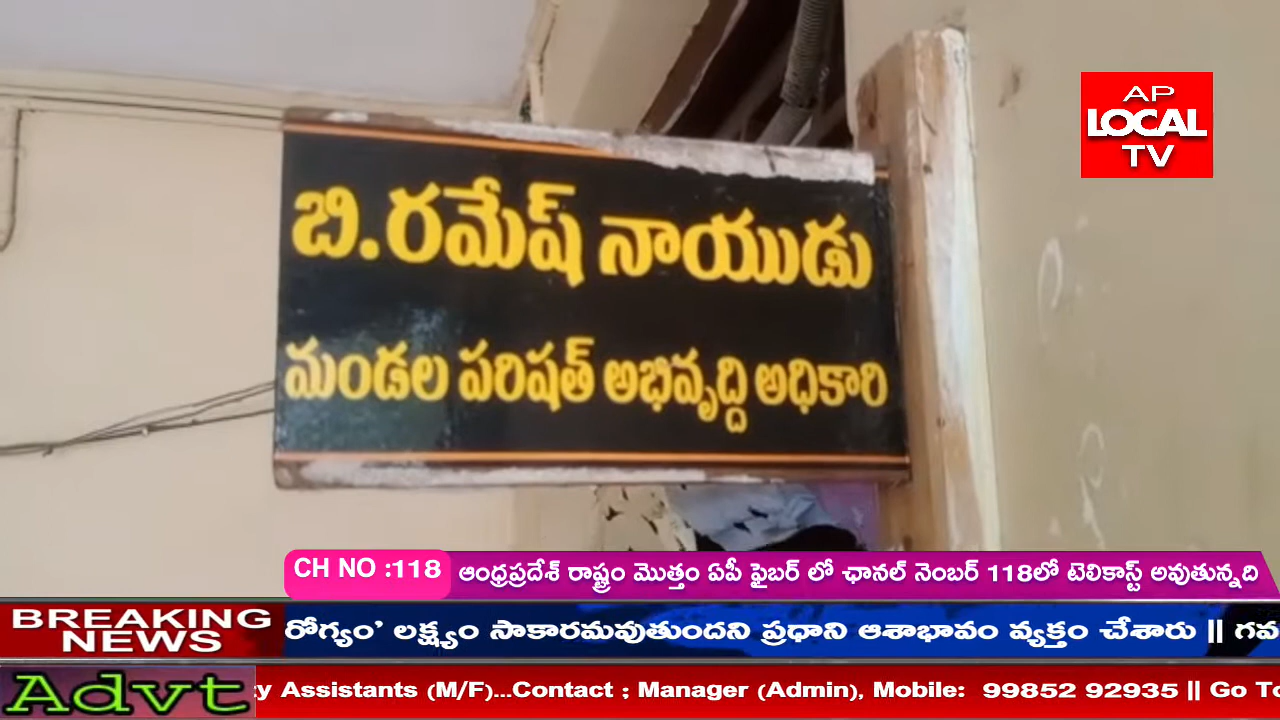 AP
LOCAL
TV
బి. రమేష్ నాయుడు
మండల పరిషత్ అభివృద్ది అధికారి
CH NO :118 ఆంధ్రప్రదేశ్ రాష్ట్రం మొత్తం ఏపీ ఫైబర్ లో ఛానల్ నెంబర్ 118లో టెలికాస్ట్ అవుతున్నది
BREAKING
NEWS
రోగ్యం' లక్ష్యం సాకారమవుతుందని ప్రధాని ఆశాభావం వ్యక్తం చేశారు ||
Advt
Assistants (M/F)...Contact ; Manager (Admin), Mobile: 99852 92935 || Go